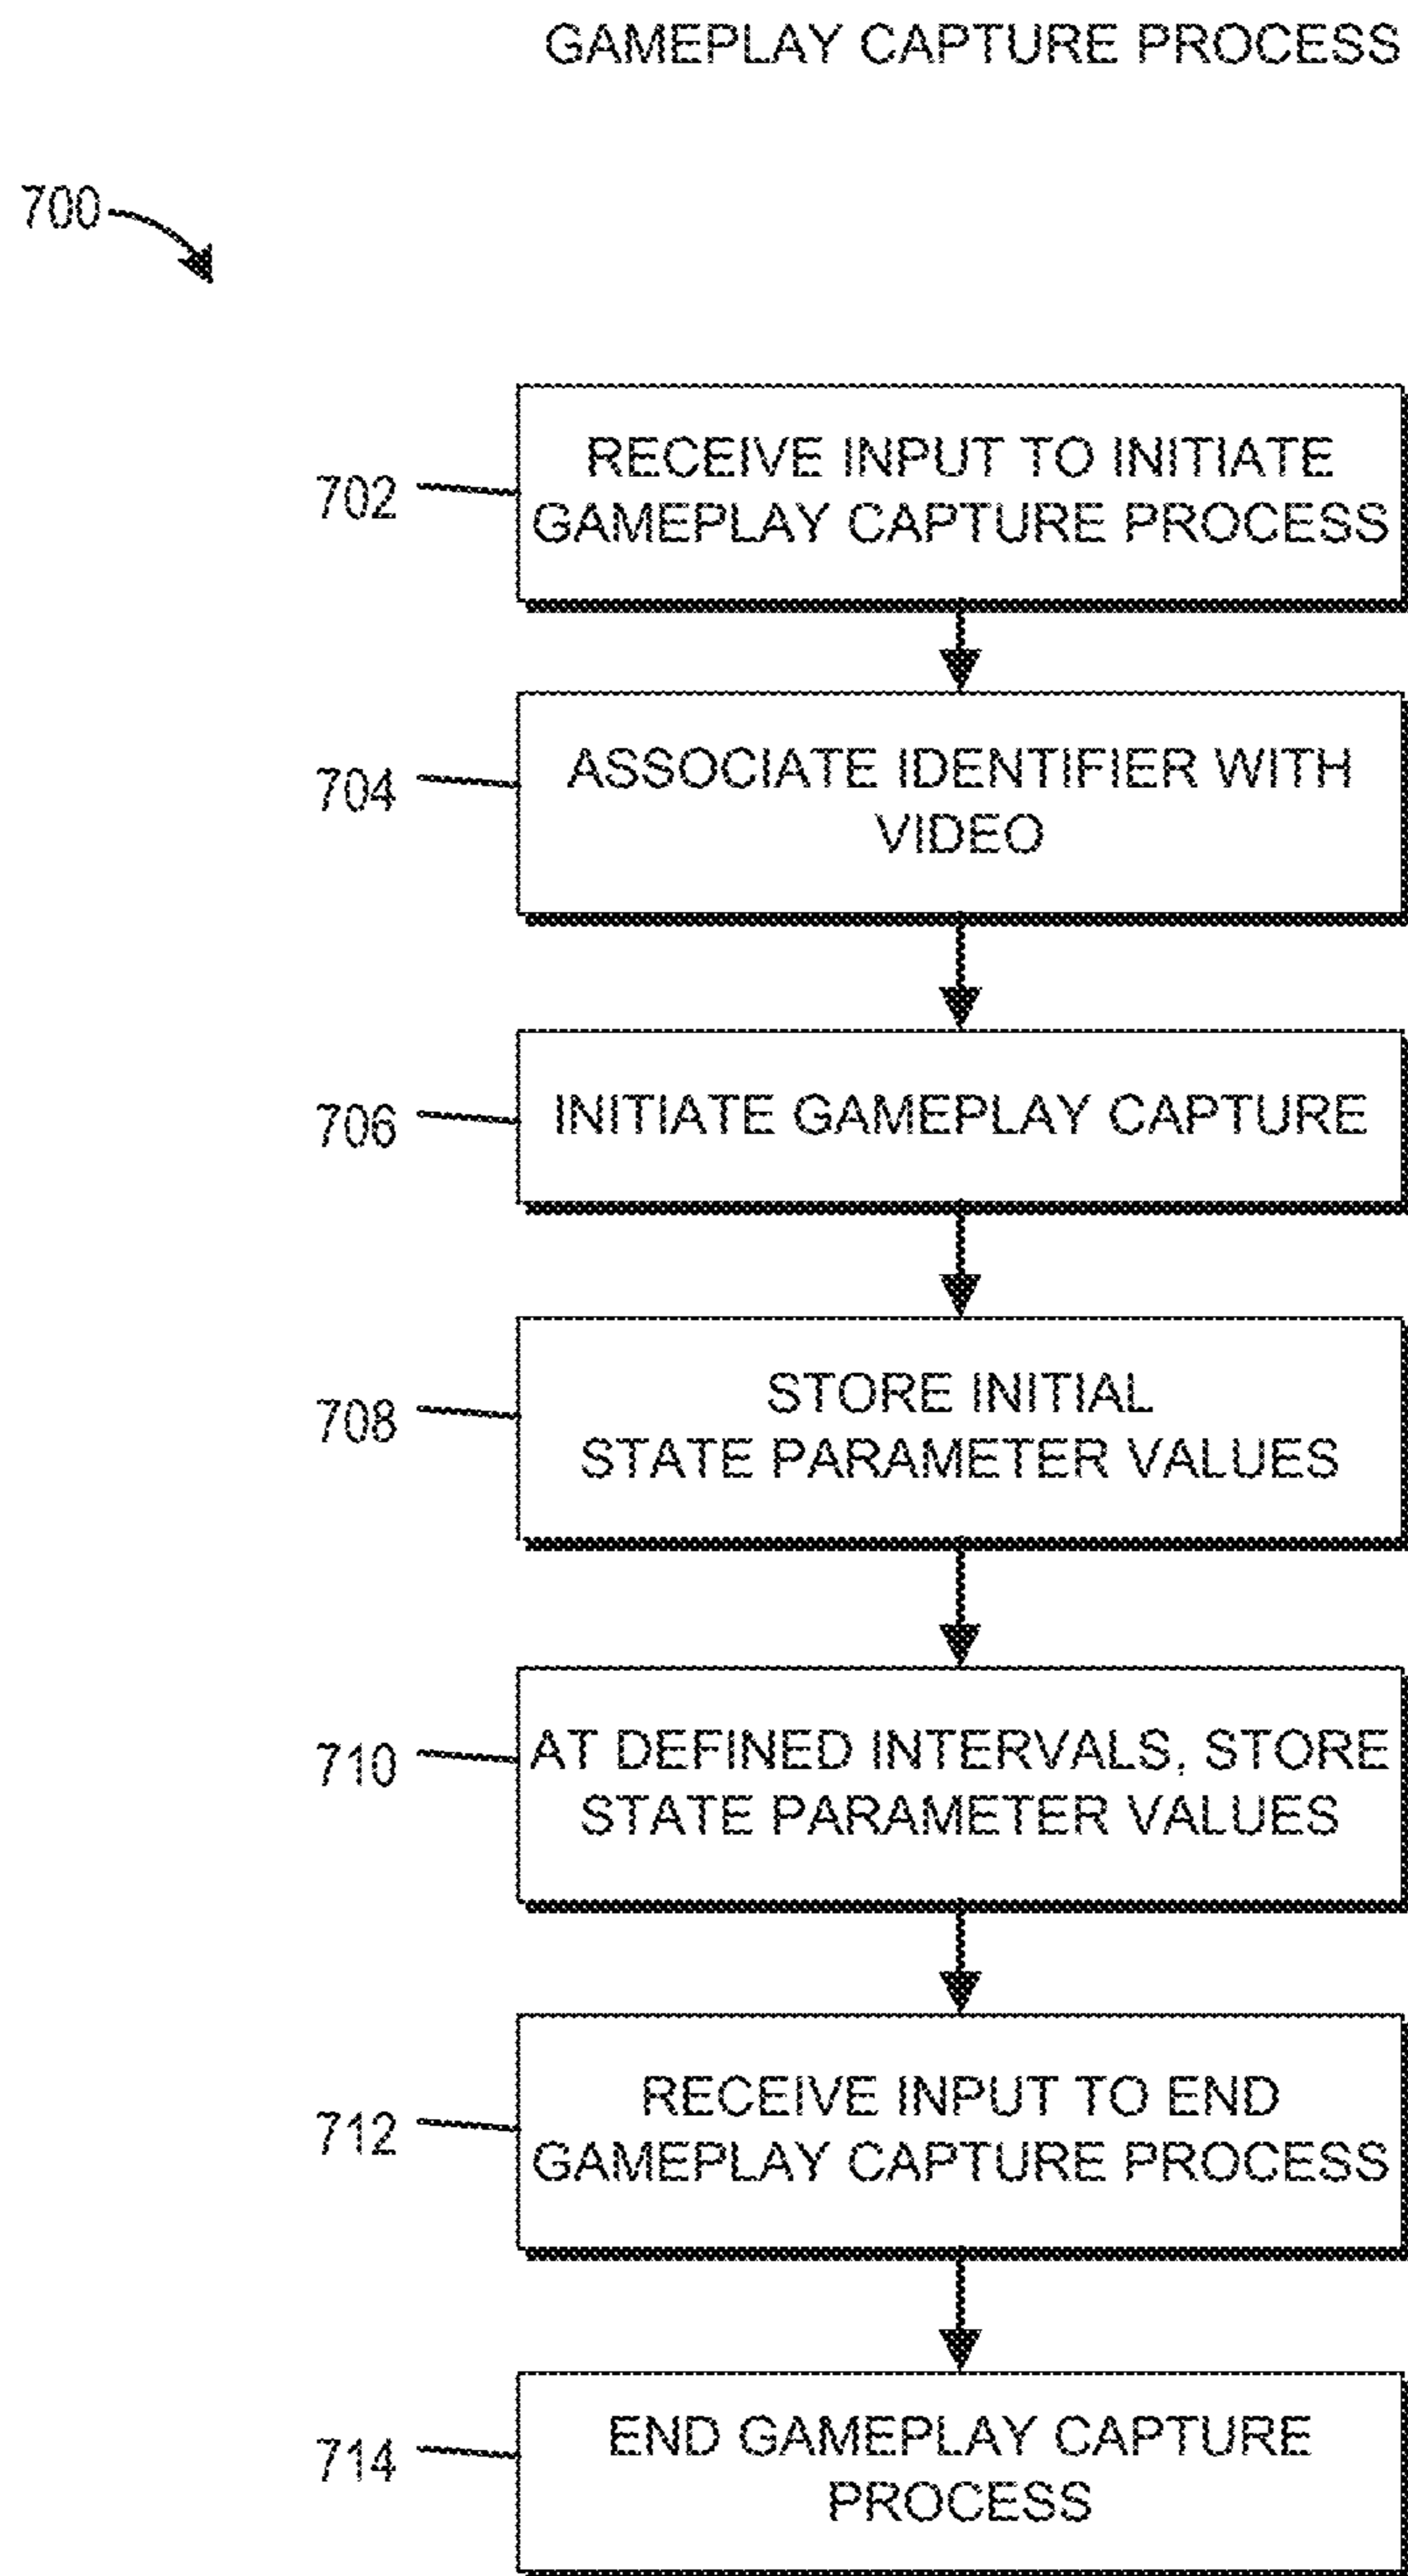 GAMEPLAY CAPTURE PROCESS
700
702
RECEIVE INPUT TO INITIATE
GAMEPLAY CAPTURE PROCESS
704
ASSOCIATE IDENTIFIER WITH
VIDEO
706
INITIATE GAMEPLAY CAPTURE
708
STORE INITIAL
STATE PARAMETER VALUES
710
AT DEFINED INTERVALS, STORE
STATE PARAMETER VALUES
712
RECEIVE INPUT TO END
GAMEPLAY CAPTURE PROCESS
714
END GAMEPLAY CAPTURE
PROCESS